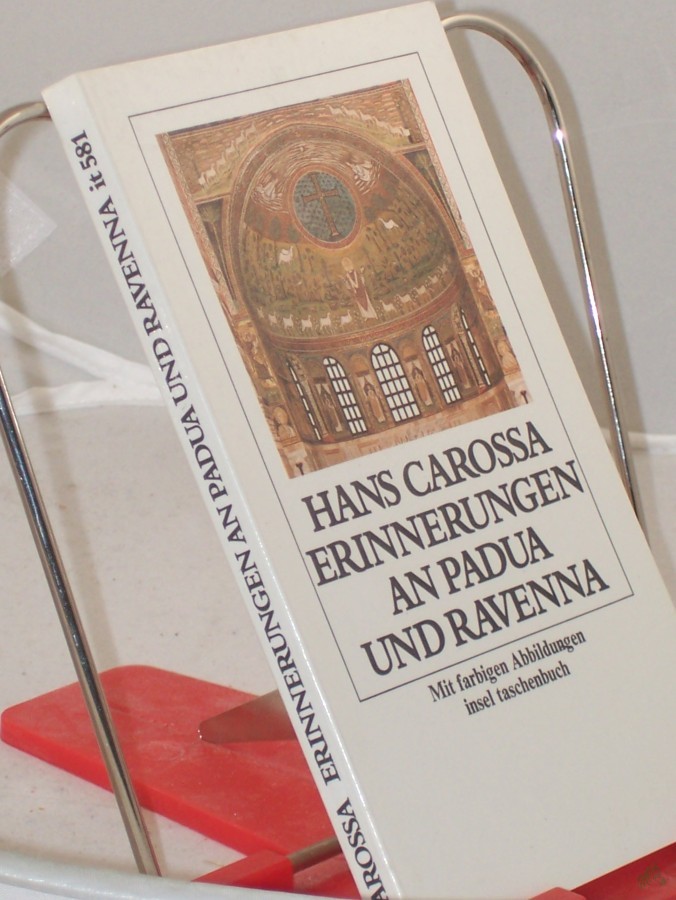 HANS CAROSSA
ERINNERUNGEN
AN PADUA
UND RAVENNA
Mit farbigen Abbildungen
insel taschenbuch
AROSSA ERINNERUNGEN AN PADUA UND RAVENNA it 581